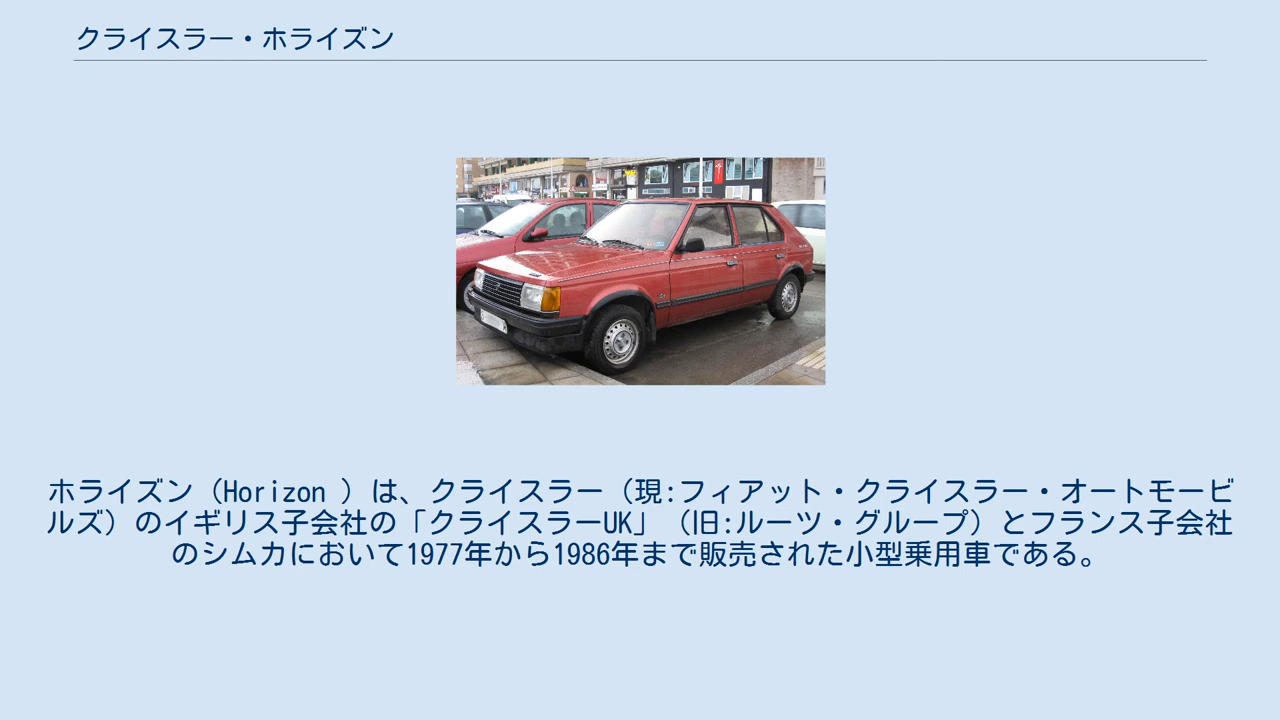 クライスラー・ホライズン
ホライズン（Horizon ）は、クライスラー（現:フィアット・クライスラー・オートモービ
ルズ）のイギリス子会社の「クライスラーUK」（旧:ルーツ・グループ）とフランス子会社
のシムカにおいて1977年から1986年まで販売された小型乗用車である。